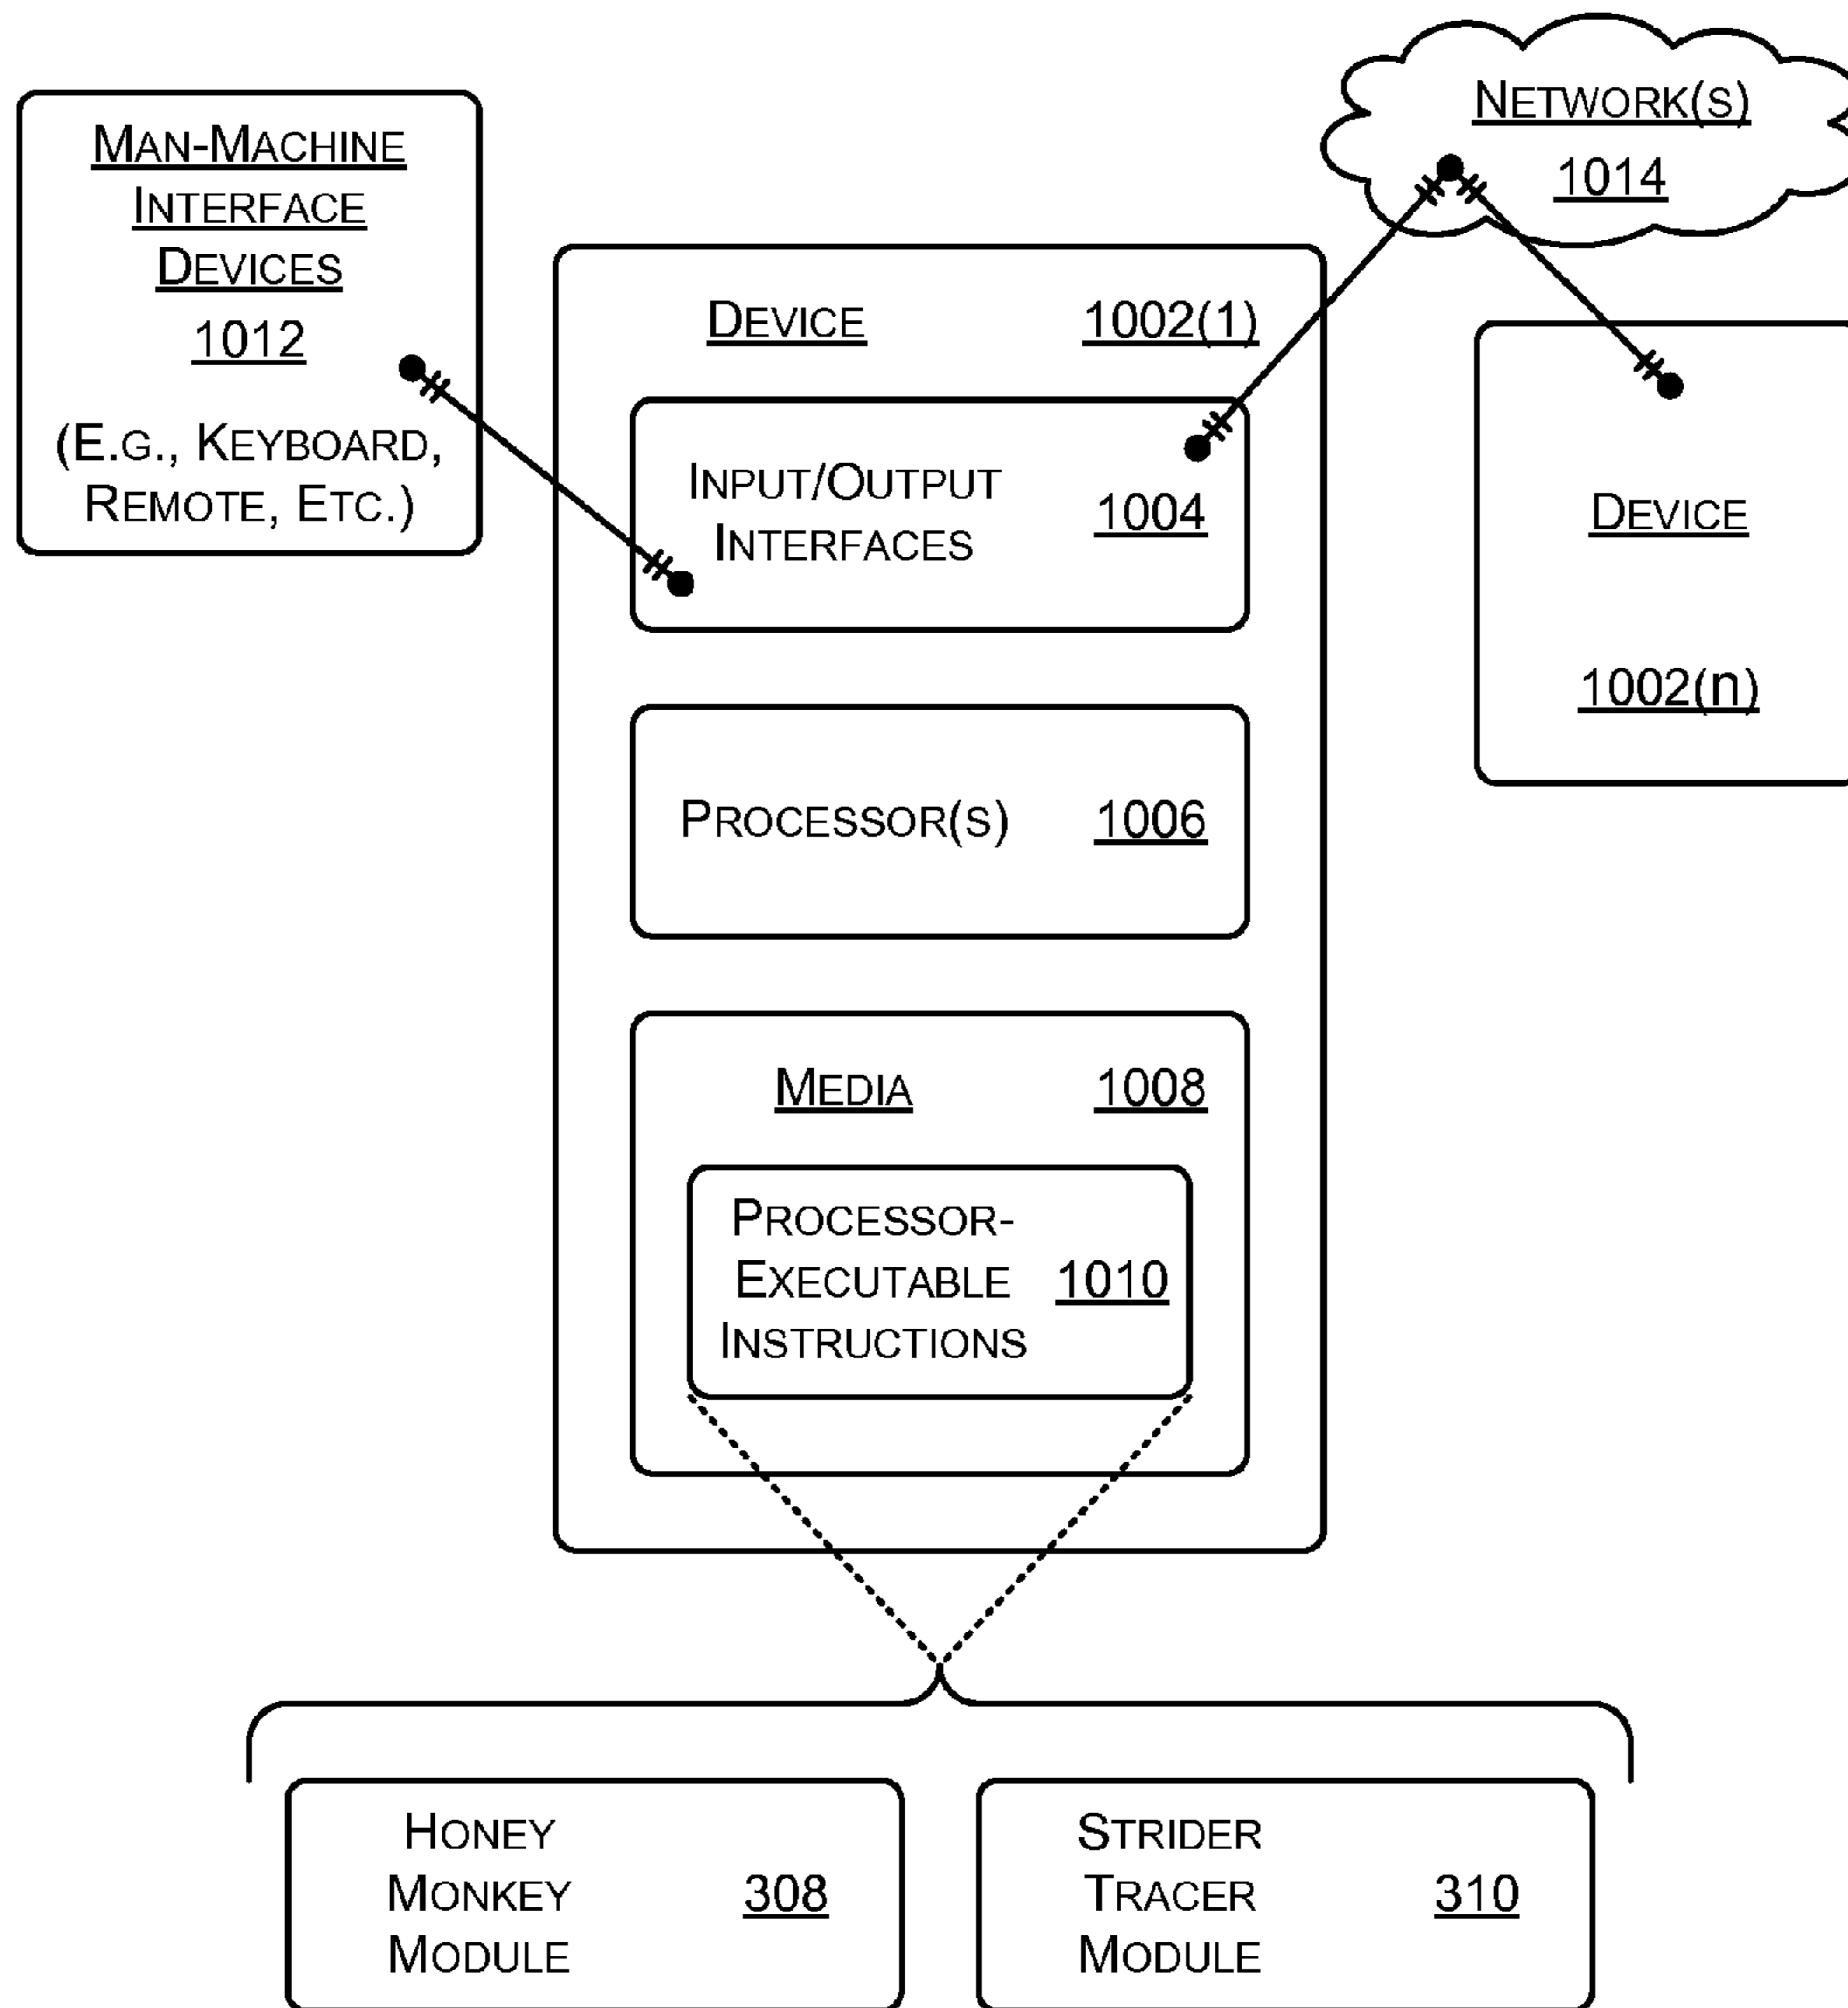 MAN-MACHINE
INTERFACE
DEVICES
1012
(E.G., KEYBOARD,
REMOTE, ETC.)
NETWORK(S)
1014
DEVICE 1002(1)
INPUT/OUTPUT
INTERFACES
1004
DEVICE
1002(n)
PROCESSOR(S) 1006
MEDIA 1008
PROCESSOR-
EXECUTABLE
INSTRUCTIONS
1010
HONEY
MONKEY
MODULE
308
STRIDER
TRACER
MODULE
310